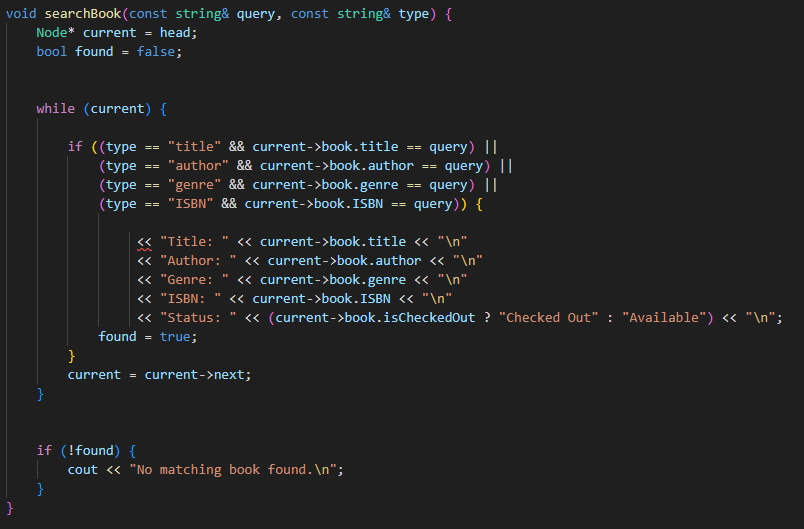 void searchBook(const string& query, const string& type) {
    Node* current = head;
    bool found = false;


    while (current) {

        if ((type == "title" && current->book.title == query) ||
            (type == "author" && current->book.author == query) ||
            (type == "genre" && current->book.genre == query) ||
            (type == "ISBN" && current->book.ISBN == query)) {

                 << "Title: " << current->book.title << "\n"
                 << "Author: " << current->book.author << "\n"
                 << "Genre: " << current->book.genre << "\n"
                 << "ISBN: " << current->book.ISBN << "\n"
                 << "Status: " << (current->book.isCheckedOut ? "Checked Out" : "Available") << "\n";
            found = true;
        }
        current = current->next;
    }


    if (!found) {
        cout << "No matching book found.\n";
    }
}